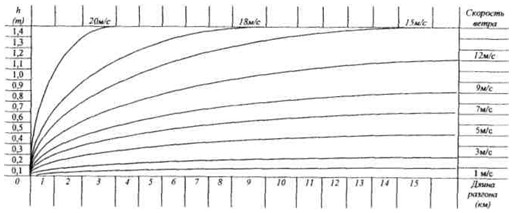 h
(m)
20м/с
18м/с
15м/с
Скорость
ветра
1,4
1,3
1,2
12м/с
1,1
1,0
0,9
9м/с
0,8
0,7
7м/с
0,6
0,5
5м/с
0,4
0,3
3м/с
0,2
0,1
1 м/с
0
1 2 3 4 5 6 7 8 9 10 11 12 13 14 15
Длина
разгона
(км)